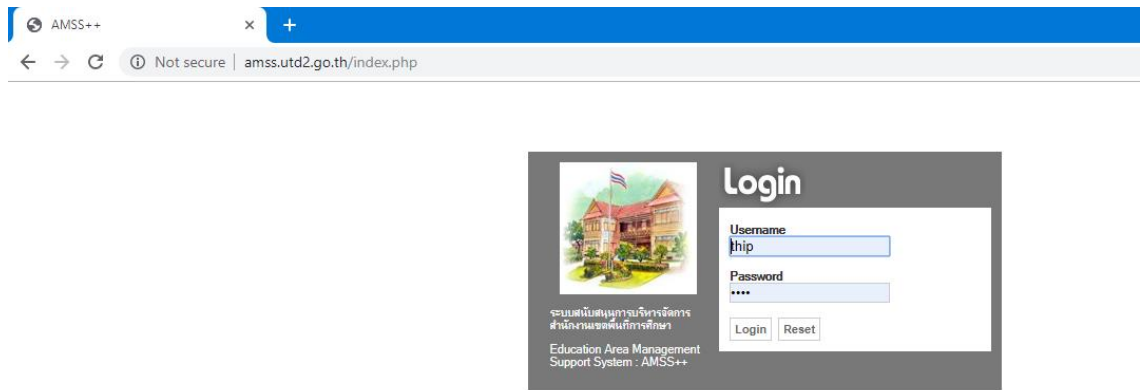 AMSS++
Not secure | amss.utd2.go.th/index.php
Login
Username
thip
Password
••••
Login Reset
ระบบสนับสนุนการบริหารจัดการ
สำนักงานเขตพื้นที่การศึกษา
Education Area Management
Support System : AMSS++